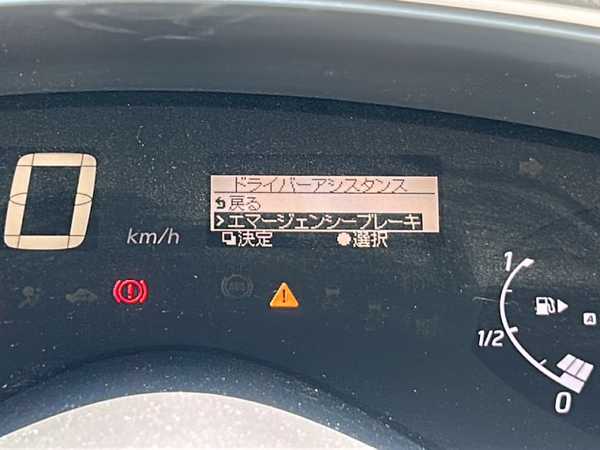 ドライバーアシスタンス
戻る
エマージェンシーブレーキ
決定 選択
0 km/h
ABS
1
A
1/2
0